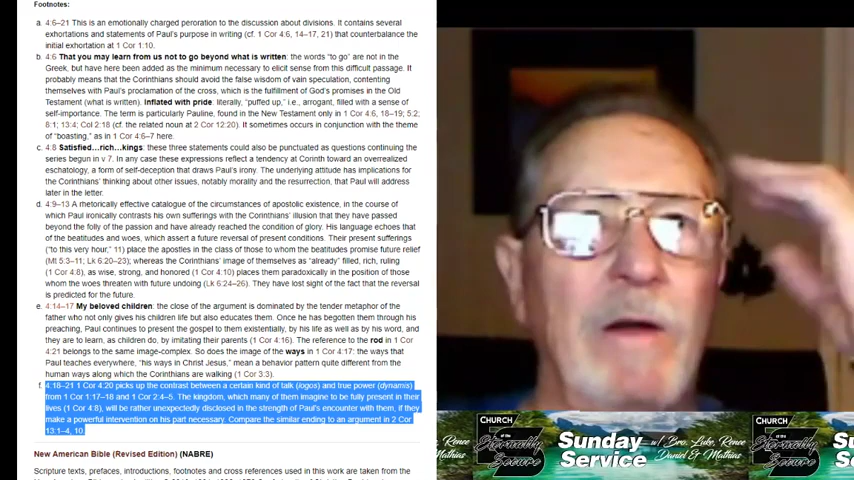 Footnotes:
a. 4:6–21 This is an emotionally charged peroration to the discussion about divisions. It contains several
exhortations and statements of Paul's purpose in writing (cf. 1 Cor 4:6, 14–17, 21) that counterbalance the
initial exhortation at 1 Cor 1:10.
b. 4:6 That you may learn from us not to go beyond what is written: the words "to go" are not in the
Greek, but have here been added as the minimum necessary to elicit sense from this difficult passage. It
probably means that the Corinthians should avoid the false wisdom of vain speculation, contenting
themselves with Paul's proclamation of the cross, which is the fulfillment of God's promises in the Old
Testament (what is written). Inflated with pride: literally, "puffed up," i.e., arrogant, filled with a sense of
self-importance. The term is particularly Pauline, found in the New Testament only in 1 Cor 4:6, 18–19; 5:2;
8:1; 13:4; Col 2:18 (cf. the related noun at 2 Cor 12:20). It sometimes occurs in conjunction with the theme
of "boasting," as in 1 Cor 4:6–7 here.
c. 4:8 Satisfied...rich...kings: these three statements could also be punctuated as questions continuing the
series begun in v 7. In any case these expressions reflect a tendency at Corinth toward an overrealized
eschatology, a form of self-deception that draws Paul's irony. The underlying attitude has implications for
the Corinthians' thinking about other issues, notably morality and the resurrection, that Paul will address
later in the letter.
d. 4:9–13 A rhetorically effective catalogue of the circumstances of apostolic existence, in the course of
which Paul ironically contrasts his own sufferings with the Corinthians' illusion that they have passed
beyond the folly of the passion and have already reached the condition of glory. His language echoes that
of the beatitudes and woes, which assert a future reversal of present conditions. Their present sufferings
("to this very hour," 11) place the apostles in the class of those to whom the beatitudes promise future relief
(Mt 5:3–11; Lk 6:20–23); whereas the Corinthians' image of themselves as "already" filled, rich, ruling
(1 Cor 4:8), as wise, strong, and honored (1 Cor 4:10) places them paradoxically in the position of those
whom the woes threaten with future undoing (Lk 6:24–26). They have lost sight of the fact that the reversal
is predicted for the future.
e. 4:14–17 My beloved children: the close of the argument is dominated by the tender metaphor of the
father who not only gives his children life but also educates them. Once he has begotten them through his
preaching, Paul continues to present the gospel to them existentially, by his life as well as by his word, and
they are to learn, as children do, by imitating their parents (1 Cor 4:16). The reference to the rod in 1 Cor
4:21 belongs to the same image-complex. So does the image of the ways in 1 Cor 4:17: the ways that
Paul teaches everywhere, "his ways in Christ Jesus," mean a behavior pattern quite different from the
human ways along which the Corinthians are walking (1 Cor 3:3).
f. 4:18–21 1 Cor 4:20 picks up the contrast between a certain kind of talk (logos) and true power (dynamis)
from 1 Cor 1:17–18 and 1 Cor 2:4–5. The kingdom, which many of them imagine to be fully present in their
lives (1 Cor 4:8), will be rather unexpectedly disclosed in the strength of Paul's encounter with them, if they
make a powerful intervention on his part necessary. Compare the similar ending to an argument in 2 Cor
13:1–4, 10.
New American Bible (Revised Edition) (NABRE)
Scripture texts, prefaces, introductions, footnotes and cross references used in this work are taken from the
Renee
& Mathias
CHURCH
of the
Eternally
Secure
Sunday
Service
w/ Bro. Luke, Renee
Daniel & Mathias
CHURCH
of the
Eternally
Secure
Sun
Ser